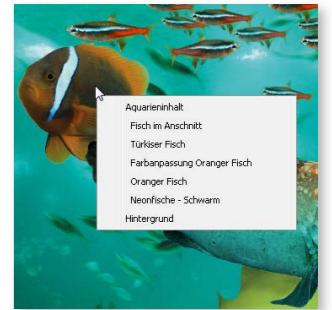 Aquarieninhalt
Fisch im Anschnitt
Türkiser Fisch
Farbanpassung Oranger Fisch
Oranger Fisch
Neonfische - Schwarm
Hintergrund